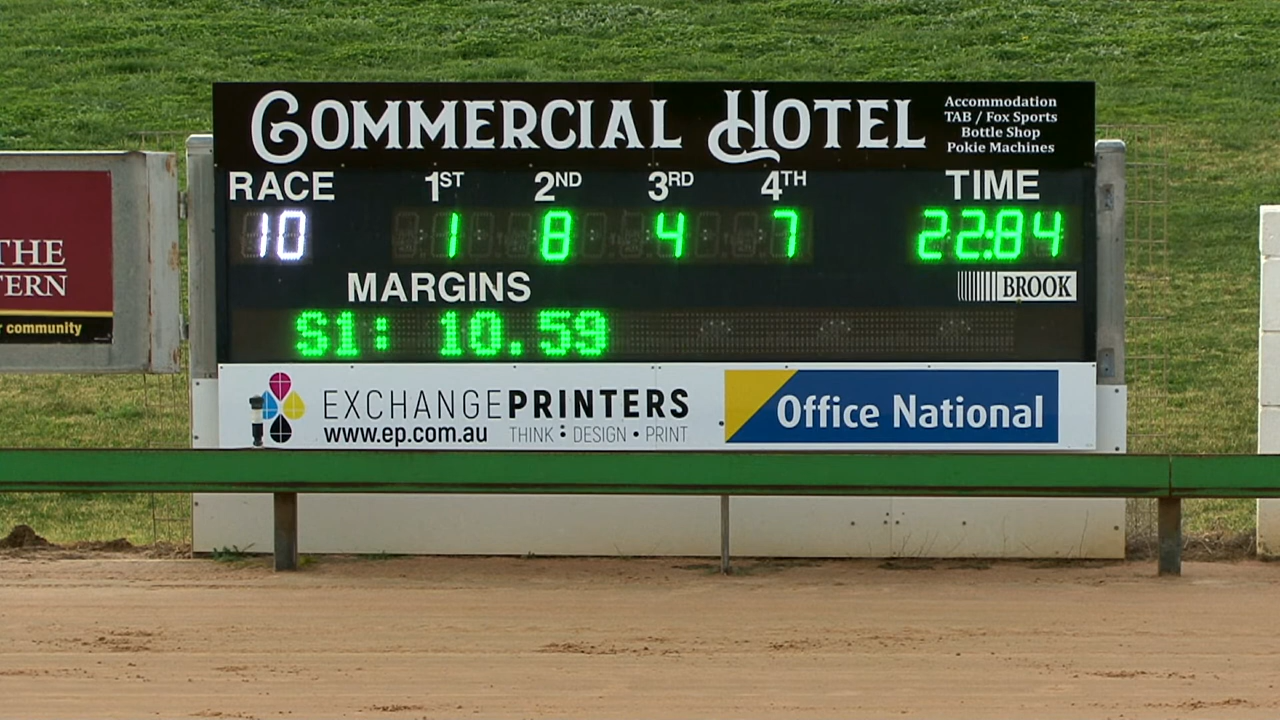 COMMERCIAL HOTEL
Accommodation
TAB / Fox Sports
Bottle Shop
Pokie Machines
RACE 1ST 2ND 3RD 4TH TIME
10 1 8 4 7 22:84
MARGINS
BROOK
S1: 10.59
THE
TERN
r community
EXCHANGEPRINTERS
www.ep.com.au THINK : DESIGN • PRINT
Office National